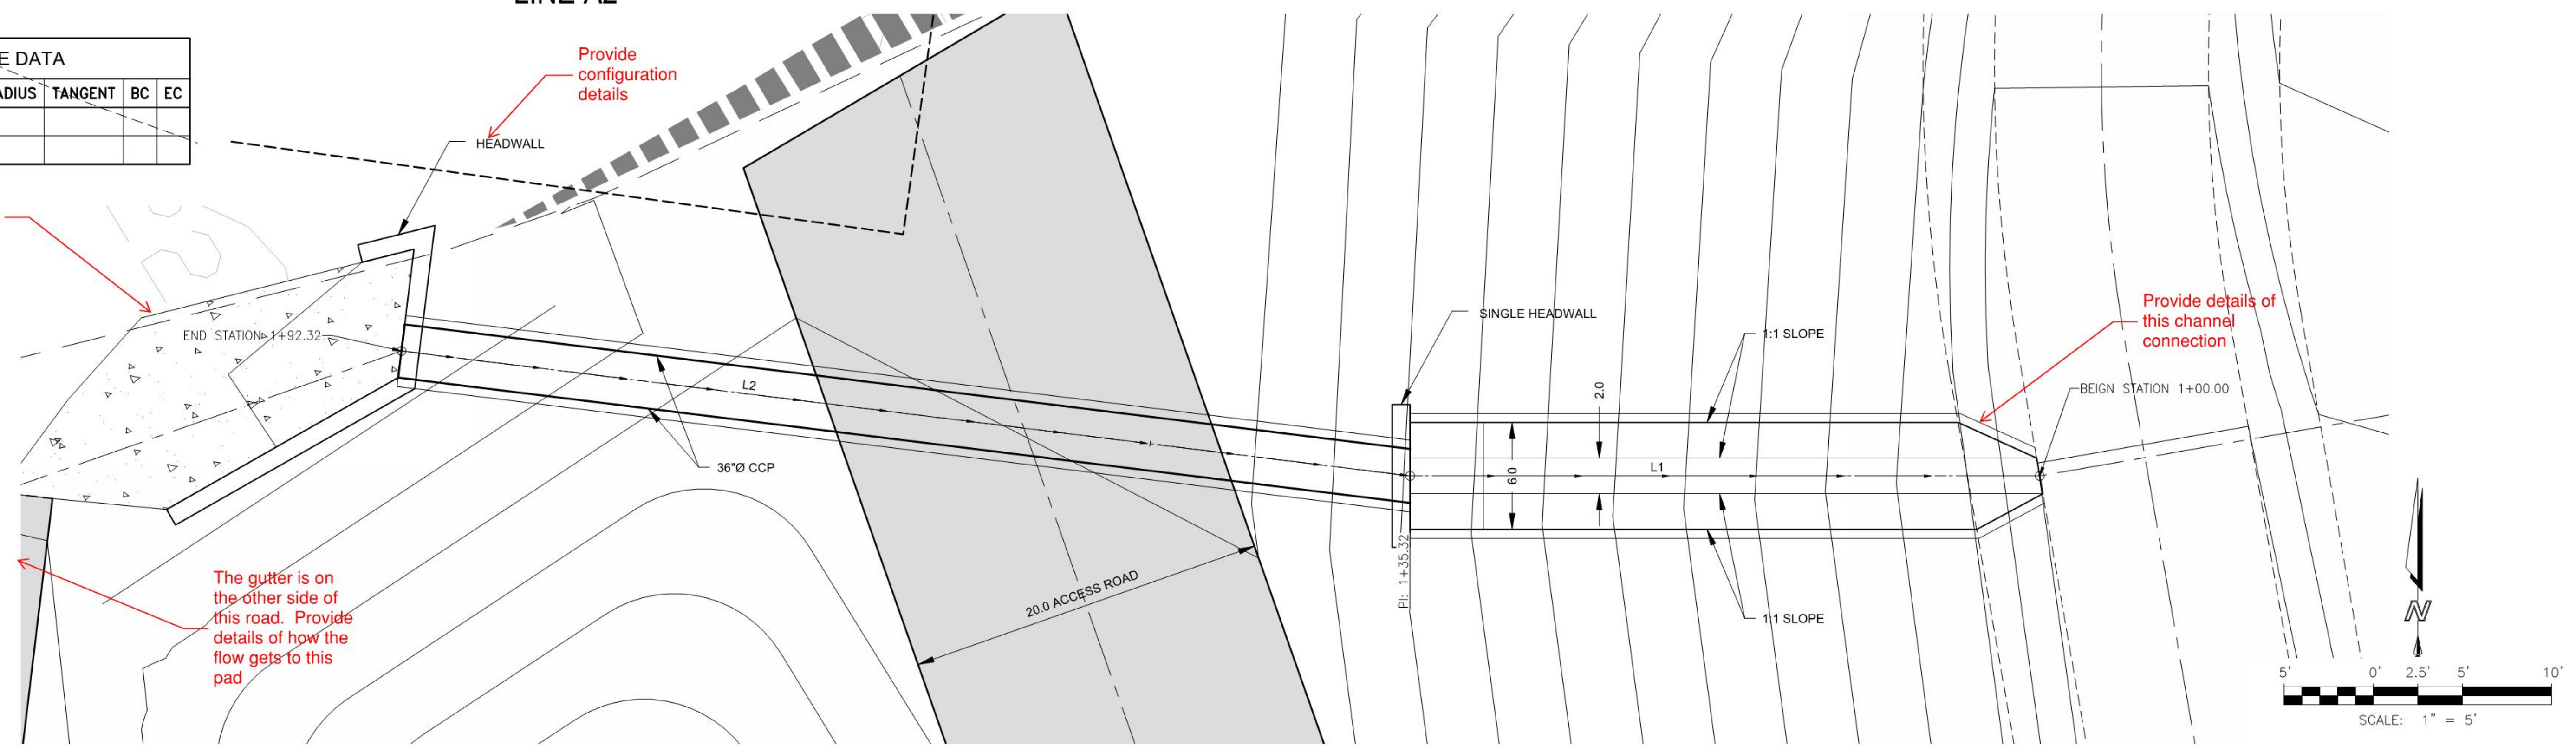 LINE A2
E DATA
ADIUS TANGENT BC EC
Provide
configuration
details
HEADWALL
END STATION 1+92.32
L2
36"Ø CCP
The gutter is on
the other side of
this road. Provide
details of how the
flow gets to this
pad
20.0 ACCESS ROAD
SINGLE HEADWALL
1:1 SLOPE
2.0
6.0
L1
PI: 1+35.32
1:1 SLOPE
Provide details of
this channel
connection
BEIGN STATION 1+00.00
N
5' 0' 2.5' 5' 10'
SCALE: 1" = 5'